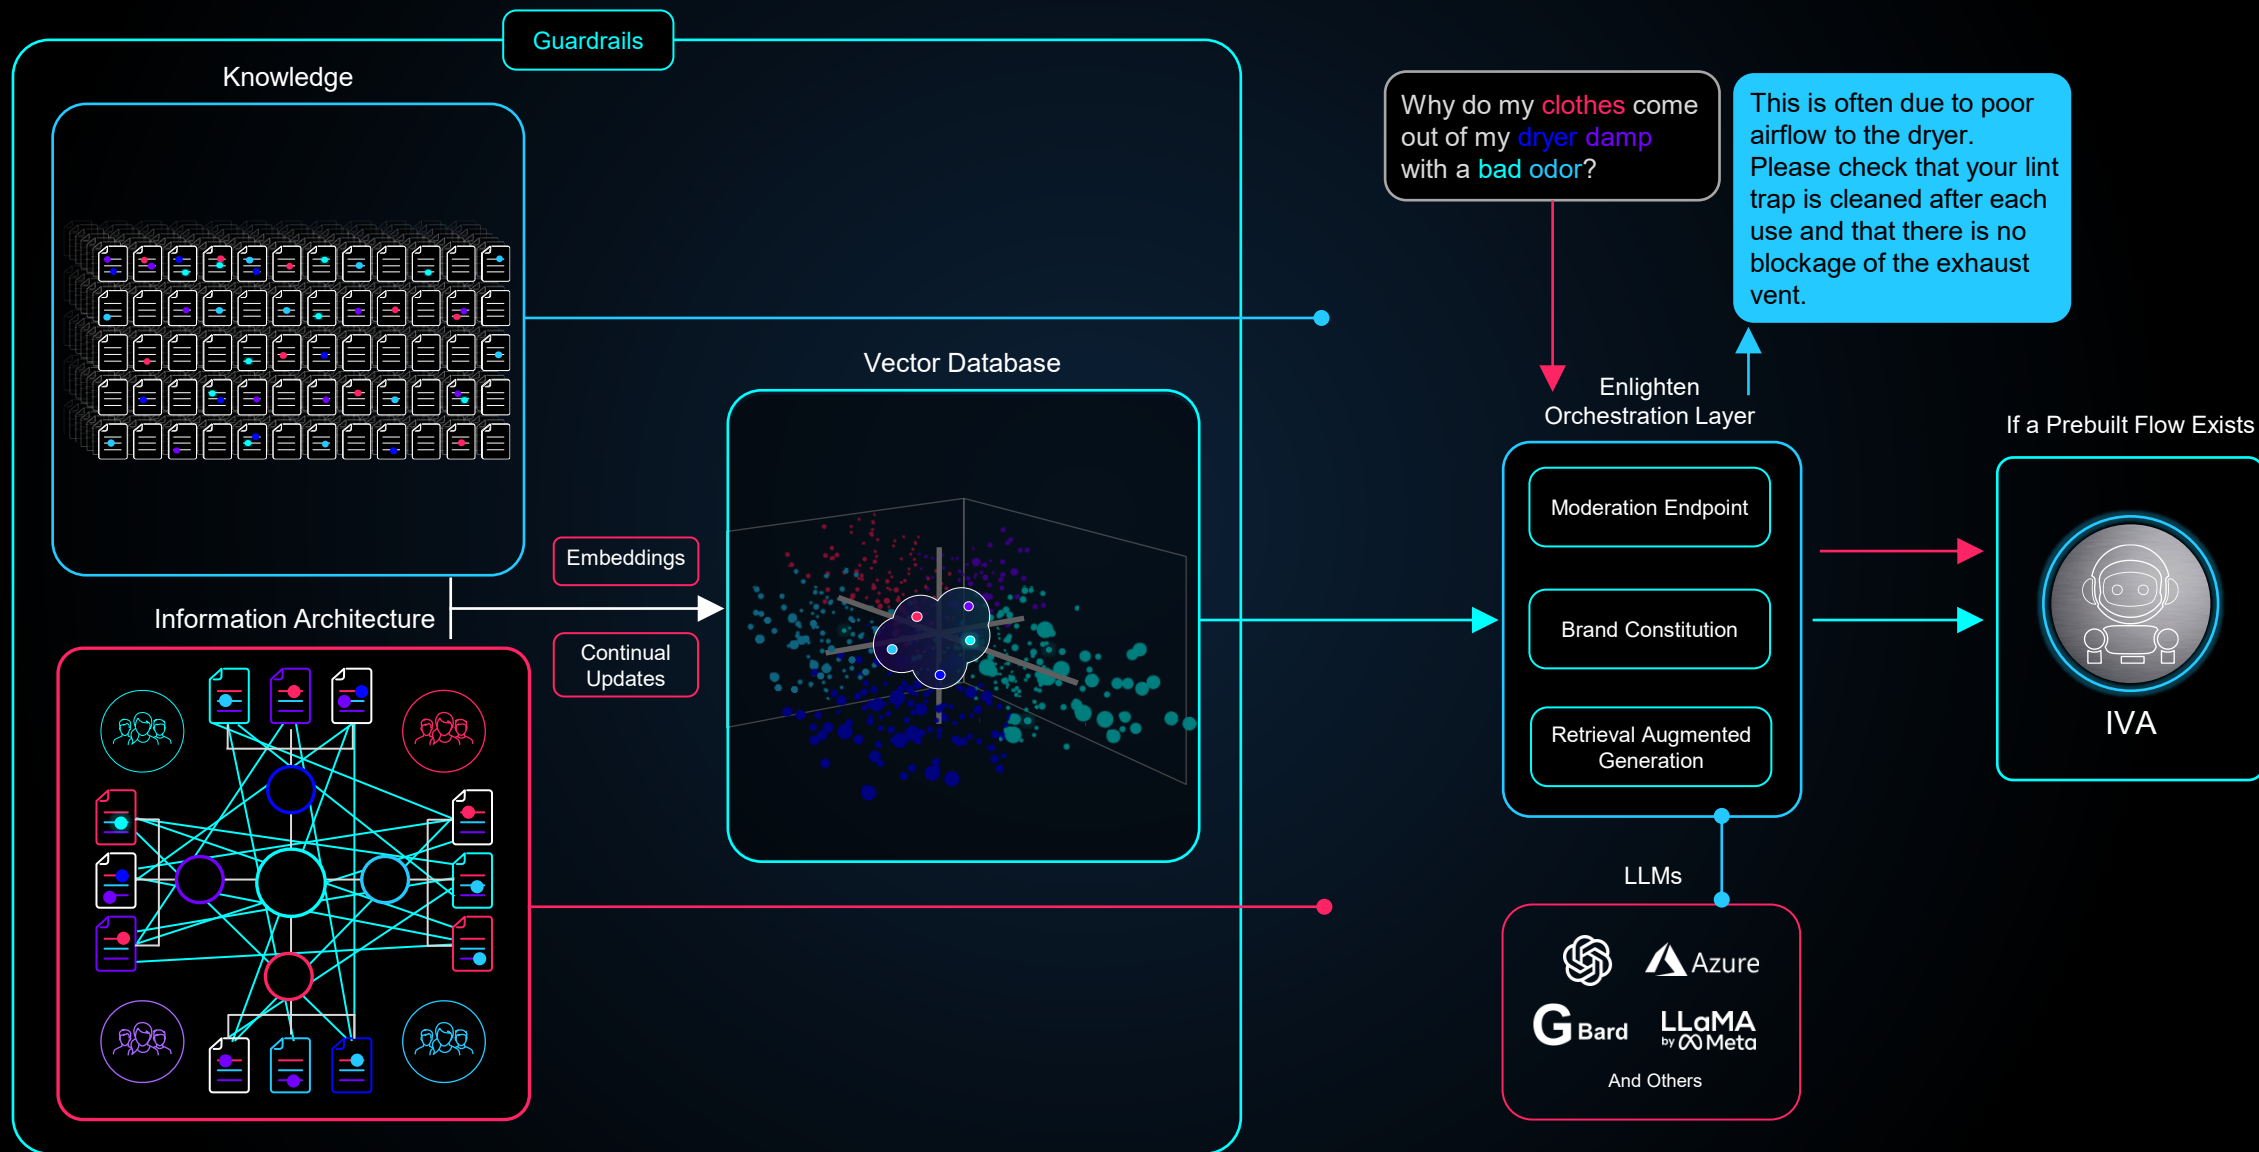 Guardrails
Knowledge
Why do my clothes come
out of my dryer damp
with a bad odor?
This is often due to poor
airflow to the dryer.
Please check that your lint
trap is cleaned after each
use and that there is no
blockage of the exhaust
vent.
Vector Database
Enlighten
Orchestration Layer
If a Prebuilt Flow Exists
Moderation Endpoint
Embeddings
Information Architecture
Brand Constitution
Continual
Updates
IVA
Retrieval Augmented
Generation
LLMs
Azure
G Bard
LLaMA
by Meta
And Others